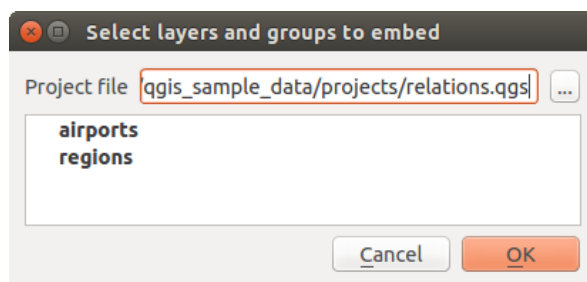 Select layers and groups to embed
Project file /qgis_sample_data/projects/relations.qgs ...
airports
regions
Cancel OK